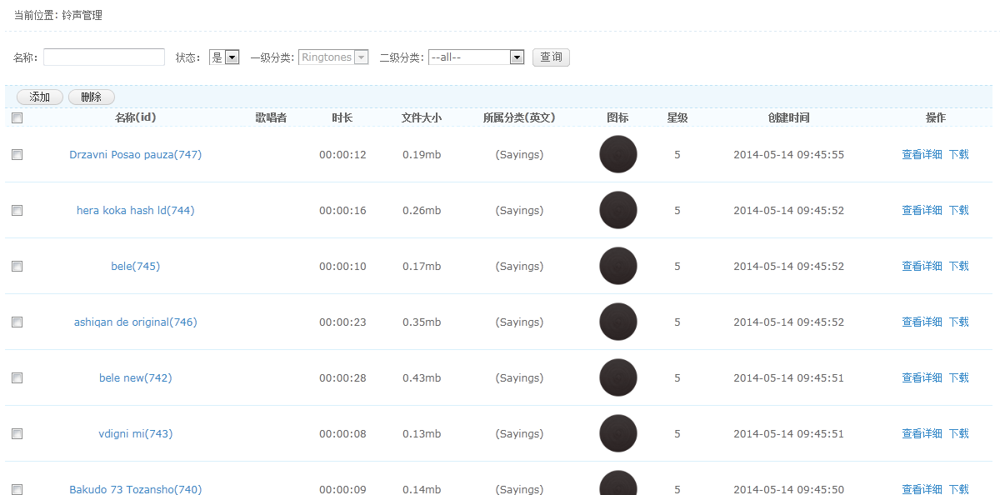 当前位置: 铃声管理
名称: 状态: 是 一级分类: Ringtones 二级分类: --all-- 查询
添加 删除
名称(id) 歌唱者 时长 文件大小 所属分类(英文) 图标 星级 创建时间 操作
Drzavni Posao pauza(747) 00:00:12 0.19mb (Sayings) 5 2014-05-14 09:45:55 查看详细 下载
hera koka hash ld(744) 00:00:16 0.26mb (Sayings) 5 2014-05-14 09:45:52 查看详细 下载
bele(745) 00:00:10 0.17mb (Sayings) 5 2014-05-14 09:45:52 查看详细 下载
ashiqan de original(746) 00:00:23 0.35mb (Sayings) 5 2014-05-14 09:45:52 查看详细 下载
bele new(742) 00:00:28 0.43mb (Sayings) 5 2014-05-14 09:45:51 查看详细 下载
vdigni mi(743) 00:00:08 0.13mb (Sayings) 5 2014-05-14 09:45:51 查看详细 下载
Bakudo 73 Tozansho(740) 00:00:09 0.14mb (Sayings) 5 2014-05-14 09:45:50 查看详细 下载